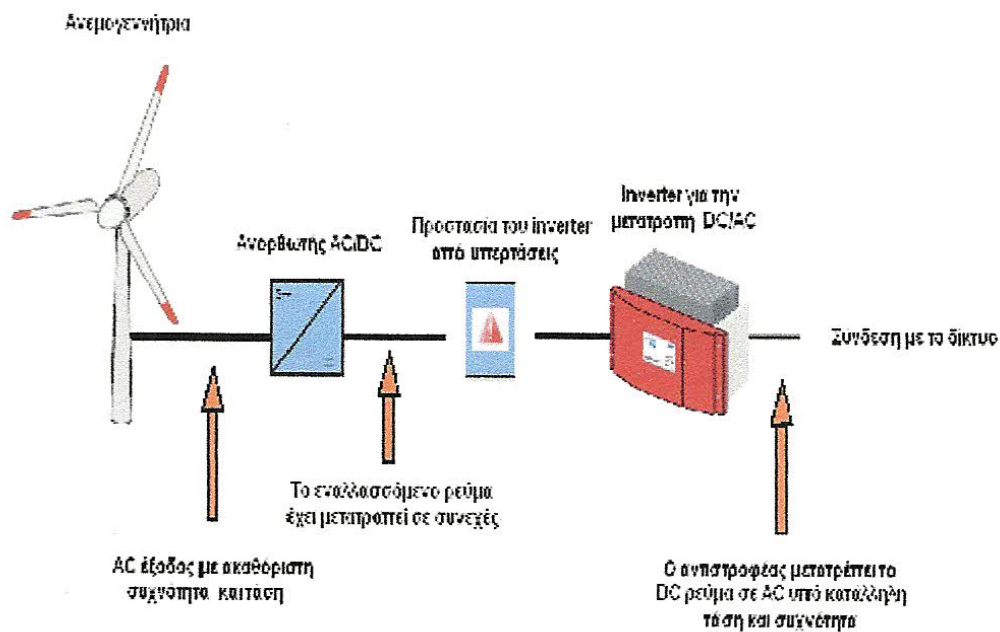 Ανεμογεννήτρια
Inverter για την
μετατροπή DC/AC
Προστασία του inverter
από υπερτάσεις
Ανορθωτής AC/DC
Σύνδεση με το δίκτυο
Το εναλλασσόμενο ρεύμα
έχει μετατραπεί σε συνεχές
AC έξοδος με ακαθόριστη
συχνότητα και τάση
Ο αντιστροφέας μετατρέπει το
DC ρεύμα σε AC υπό κατάλληλη
τάση και συχνότητα